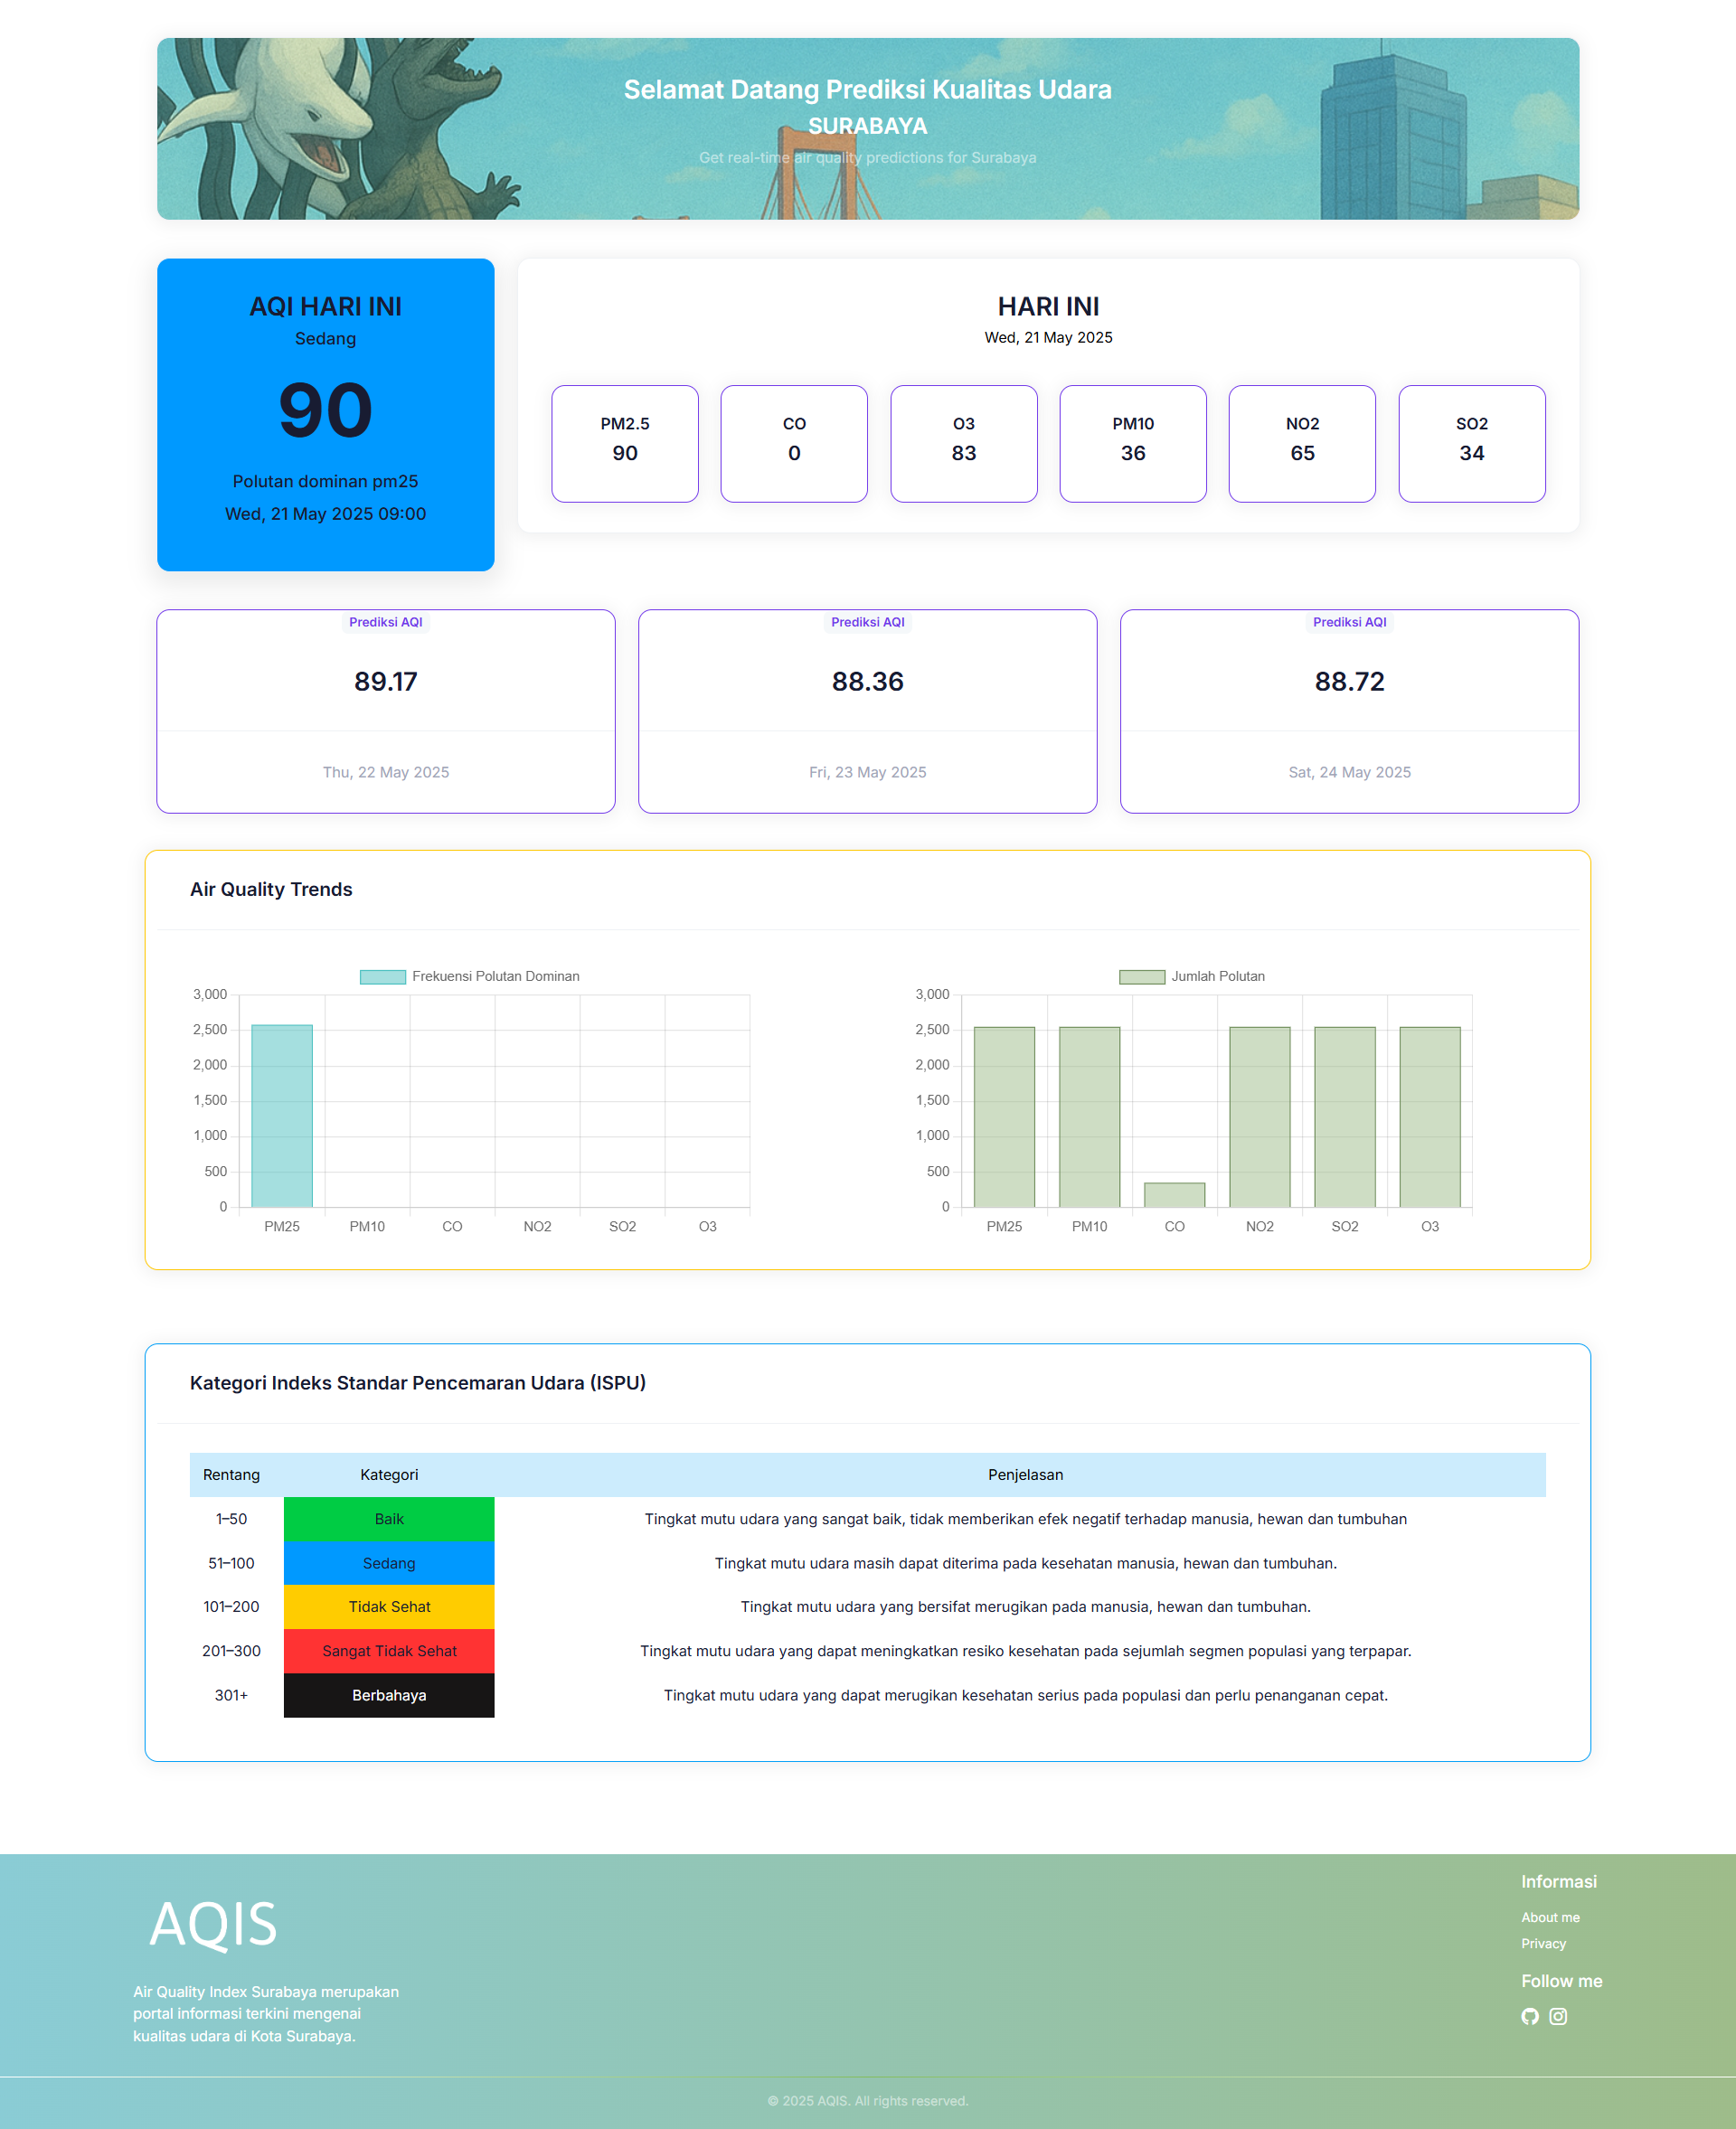 Selamat Datang Prediksi Kualitas Udara
SURABAYA
Get real-time air quality predictions for Surabaya
AQI HARI INI
Sedang
90
Polutan dominan pm25
Wed, 21 May 2025 09:00
HARI INI
Wed, 21 May 2025
PM2.5
90
CO
0
O3
83
PM10
36
NO2
65
SO2
34
Prediksi AQI
89.17
Thu, 22 May 2025
Prediksi AQI
88.36
Fri, 23 May 2025
Prediksi AQI
88.72
Sat, 24 May 2025
Air Quality Trends
Frekuensi Polutan Dominan
3,000
2,500
2,000
1,500
1,000
500
0
PM25 PM10 CO NO2 SO2 O3
Jumlah Polutan
3,000
2,500
2,000
1,500
1,000
500
0
PM25 PM10 CO NO2 SO2 O3
Kategori Indeks Standar Pencemaran Udara (ISPU)
Rentang Kategori Penjelasan
1–50 Baik Tingkat mutu udara yang sangat baik, tidak memberikan efek negatif terhadap manusia, hewan dan tumbuhan
51–100 Sedang Tingkat mutu udara masih dapat diterima pada kesehatan manusia, hewan dan tumbuhan.
101–200 Tidak Sehat Tingkat mutu udara yang bersifat merugikan pada manusia, hewan dan tumbuhan.
201–300 Sangat Tidak Sehat Tingkat mutu udara yang dapat meningkatkan resiko kesehatan pada sejumlah segmen populasi yang terpapar.
301+ Berbahaya Tingkat mutu udara yang dapat merugikan kesehatan serius pada populasi dan perlu penanganan cepat.
AQIS
Air Quality Index Surabaya merupakan
portal informasi terkini mengenai
kualitas udara di Kota Surabaya.
Informasi
About me
Privacy
Follow me
© 2025 AQIS. All rights reserved.